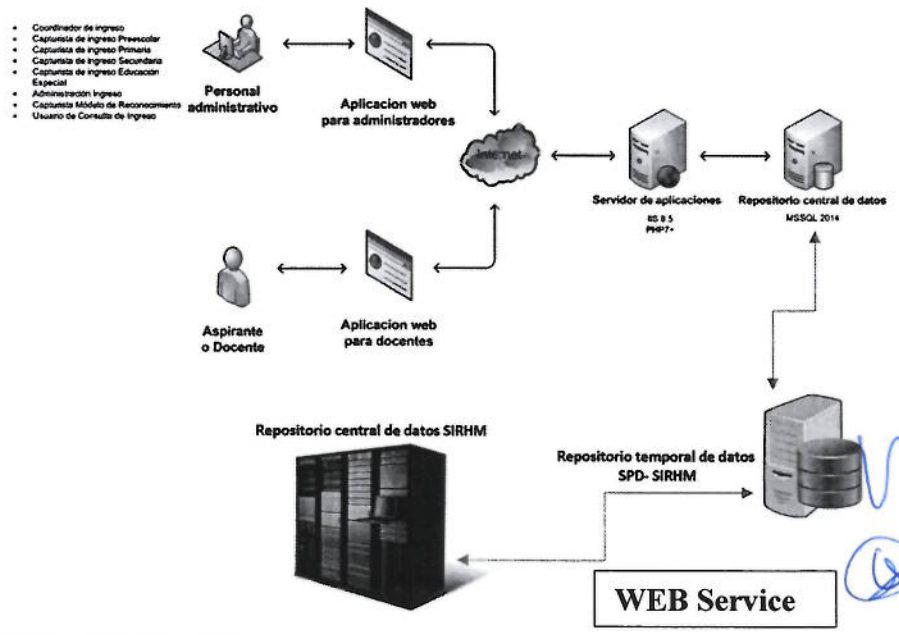 Coordinador de ingreso
Capturista de ingreso Preescolar
Capturista de ingreso Primaria
Capturista de ingreso Secundaria
Capturista de ingreso Educación
Especial
Administración Ingreso
Capturista Módulo de Reconocimiento
Usuario de Consulta de Ingreso
Personal
administrativo
Aplicacion web
para administradores
Internet
Servidor de aplicaciones
IIS 8.5
PHP7+
Repositorio central de datos
MSSQL 2014
Aspirante
o Docente
Aplicacion web
para docentes
Repositorio central de datos SIRHM
Repositorio temporal de datos
SPD- SIRHM
WEB Service